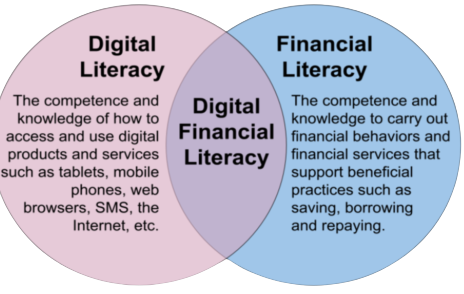 Digital
Literacy
The competence and
knowledge of how to
access and use digital
products and services
such as tablets, mobile
phones, web
browsers, SMS, the
Internet, etc.
Digital
Financial
Literacy
Financial
Literacy
The competence and
knowledge to carry out
financial behaviors and
financial services that
support beneficial
practices such as
saving, borrowing
and repaying.